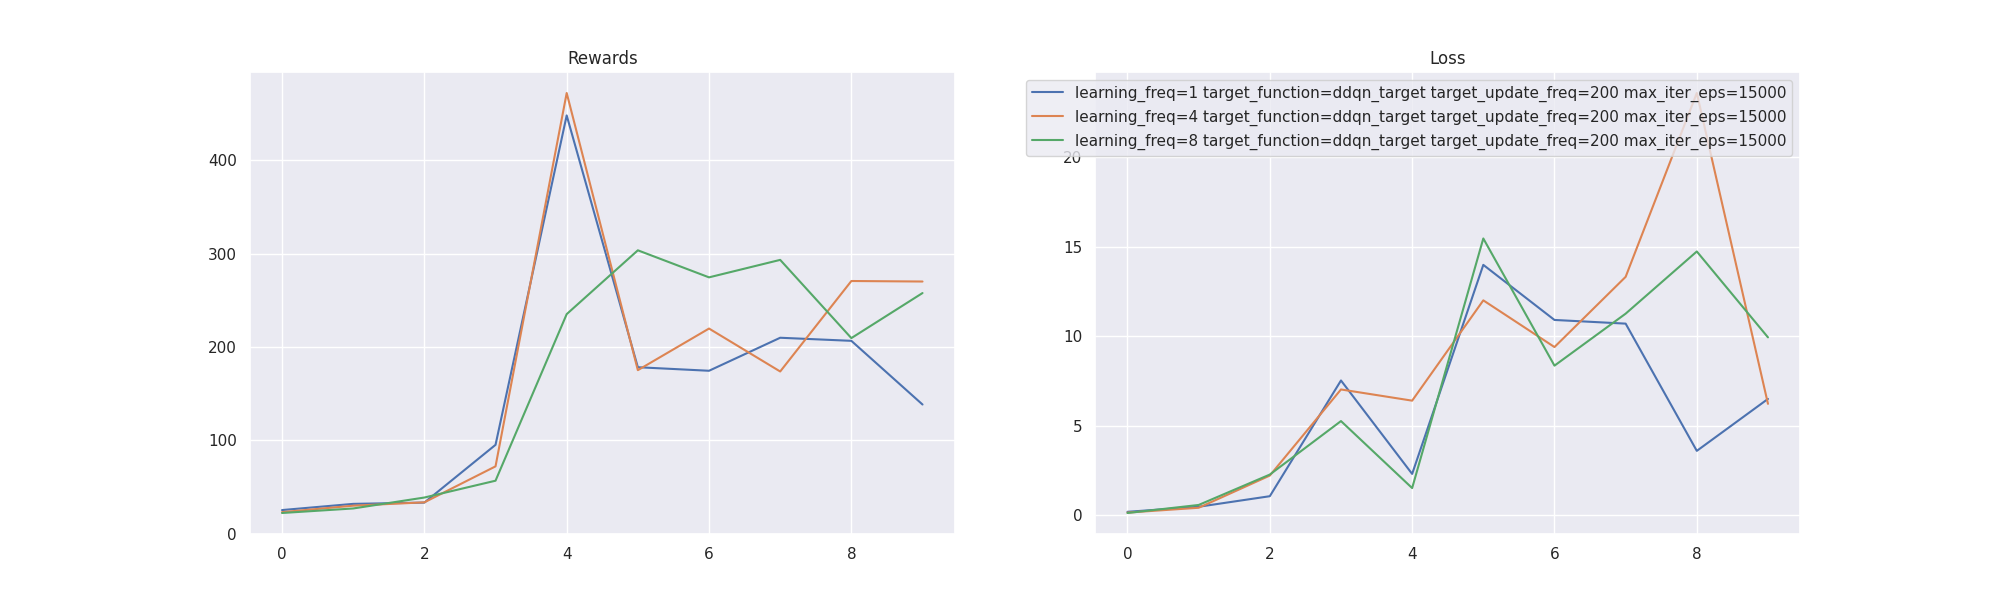 Rewards
400
300
200
100
0
0 2 4 6 8
Loss
learning_freq=1 target_function=ddqn_target target_update_freq=200 max_iter_eps=15000
learning_freq=4 target_function=ddqn_target target_update_freq=200 max_iter_eps=15000
learning_freq=8 target_function=ddqn_target target_update_freq=200 max_iter_eps=15000
20
15
10
5
0
0 2 4 6 8